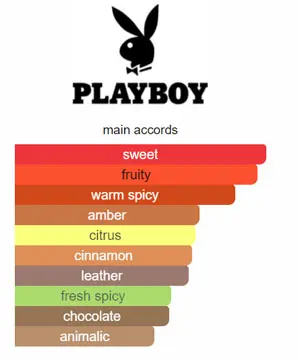 PLAYBOY
main accords
sweet
fruity
warm spicy
amber
citrus
cinnamon
leather
fresh spicy
chocolate
animalic